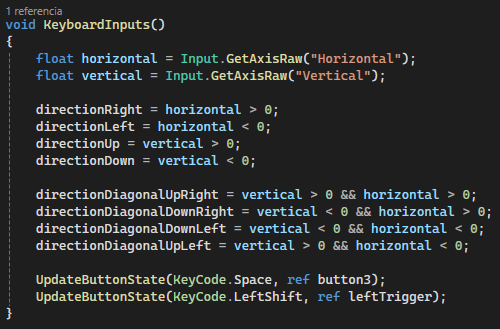 1 referencia
void KeyboardInputs()
{
    float horizontal = Input.GetAxisRaw("Horizontal");
    float vertical = Input.GetAxisRaw("Vertical");

    directionRight = horizontal > 0;
    directionLeft = horizontal < 0;
    directionUp = vertical > 0;
    directionDown = vertical < 0;

    directionDiagonalUpRight = vertical > 0 && horizontal > 0;
    directionDiagonalDownRight = vertical < 0 && horizontal > 0;
    directionDiagonalDownLeft = vertical < 0 && horizontal < 0;
    directionDiagonalUpLeft = vertical > 0 && horizontal < 0;

    UpdateButtonState(KeyCode.Space, ref button3);
    UpdateButtonState(KeyCode.LeftShift, ref leftTrigger);
}